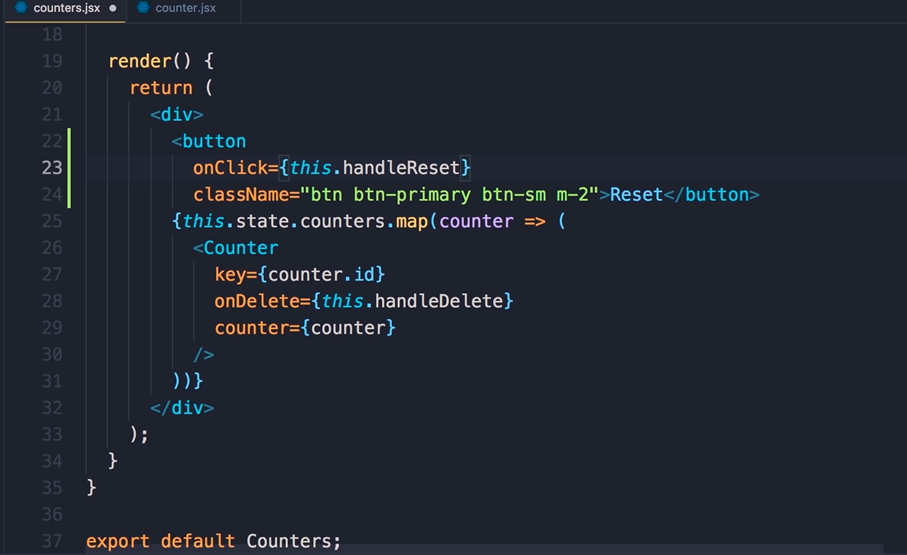 counters.jsx counter.jsx
18
19 render() {
20 return (
21 <div>
22 <button
23 onClick={this.handleReset}
24 className="btn btn-primary btn-sm m-2">Reset</button>
25 {this.state.counters.map(counter => (
26 <Counter
27 key={counter.id}
28 onDelete={this.handleDelete}
29 counter={counter}
30 />
31 ))}
32 </div>
33 );
34 }
35 }
36
37 export default Counters;